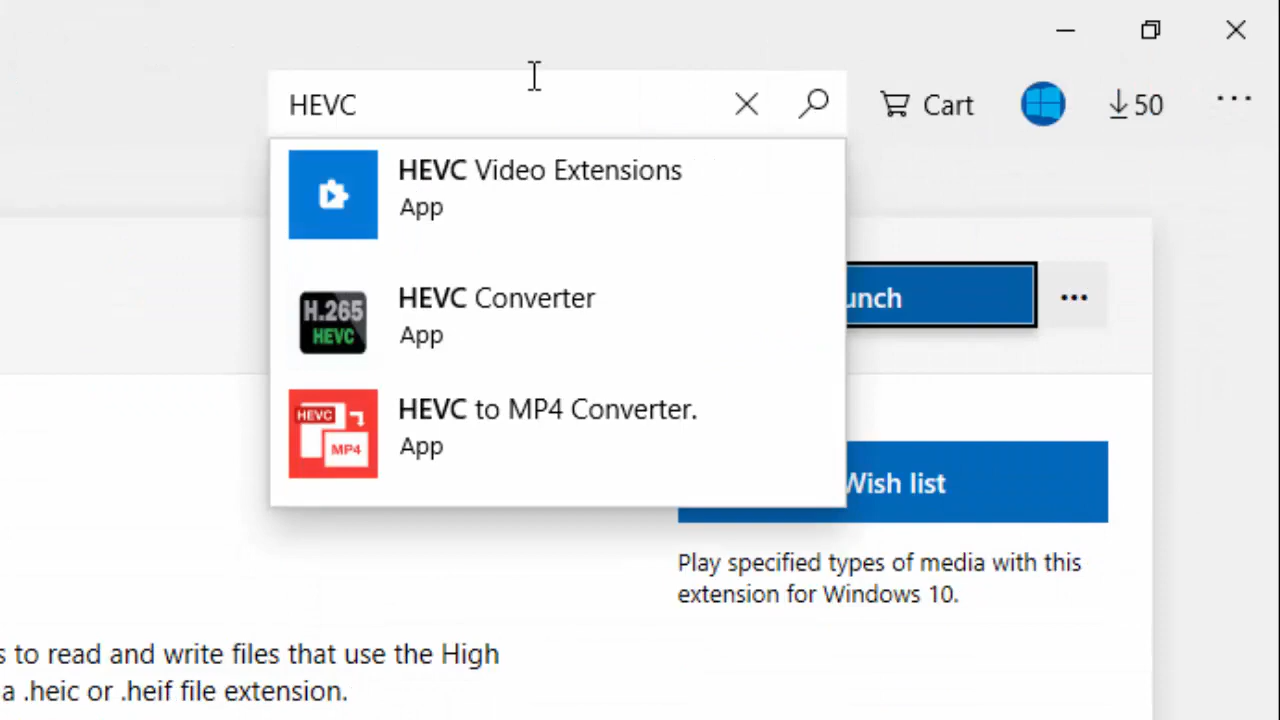 HEVC
Cart
50
HEVC Video Extensions
App
H.265
HEVC
HEVC Converter
App
HEVC
MP4
HEVC to MP4 Converter.
App
unch
Wish list
Play specified types of media with this
extension for Windows 10.
s to read and write files that use the High
a .heic or .heif file extension.